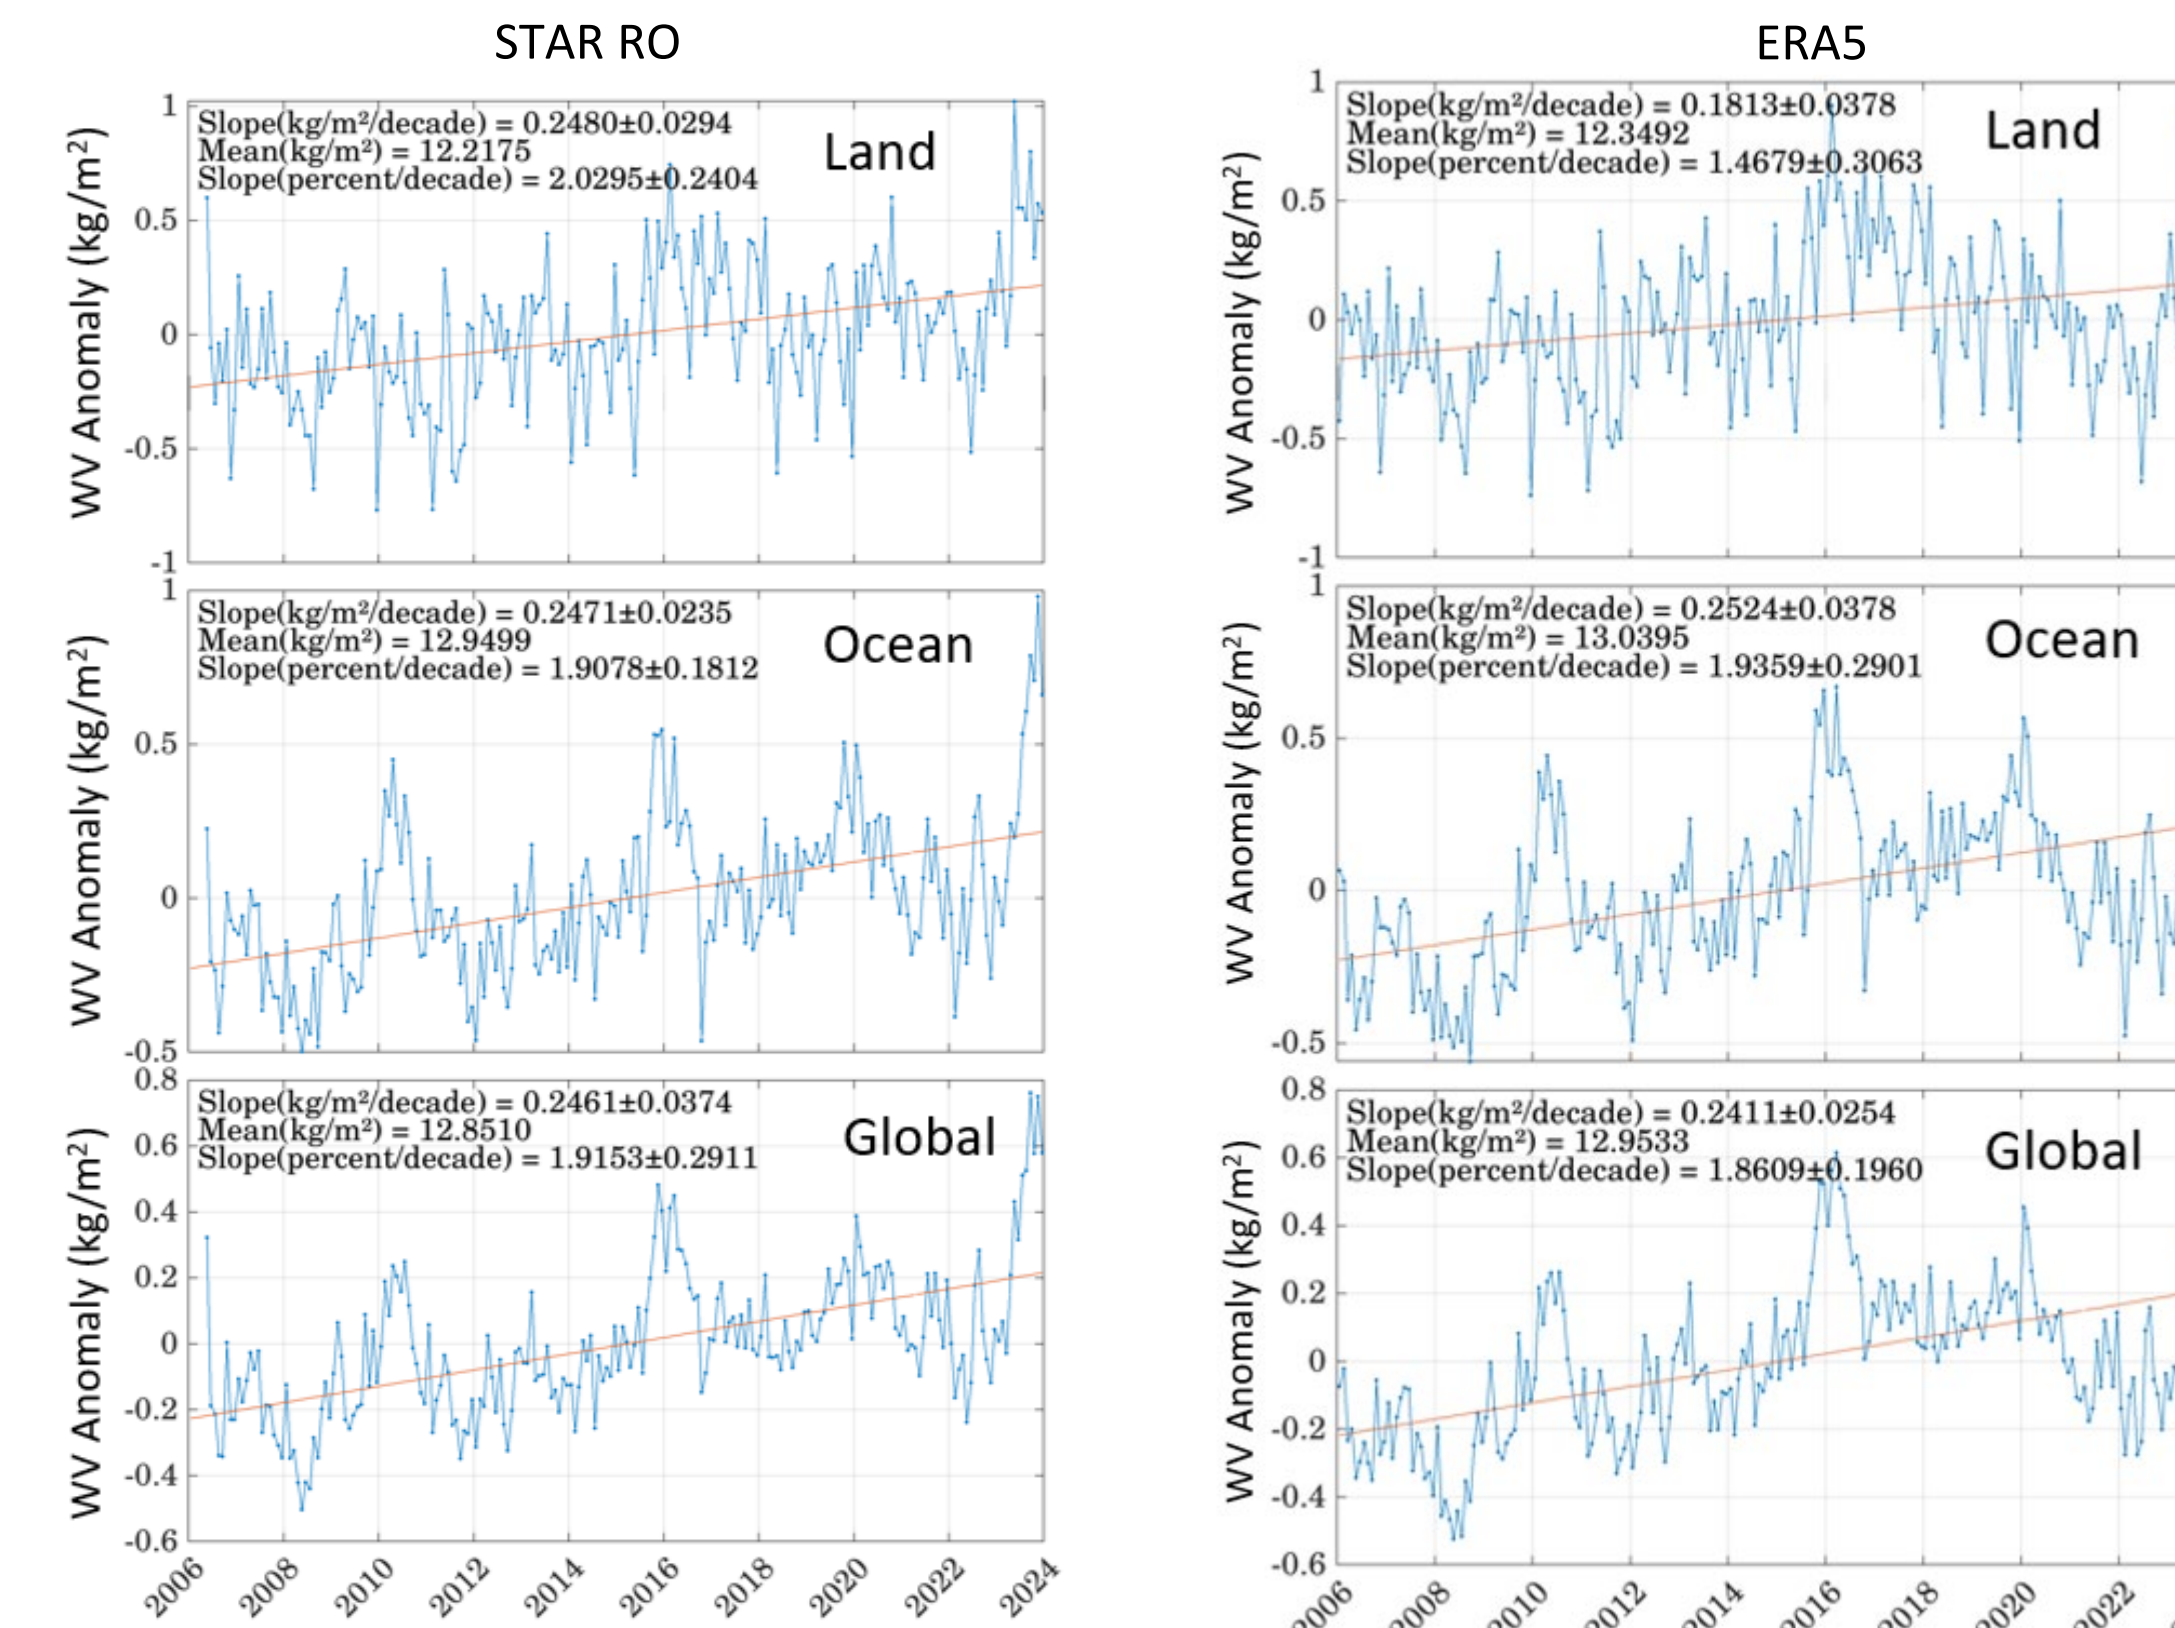 STAR RO
WV Anomaly (kg/m²)
1
0.5
0
-0.5
-1
Slope(kg/m²/decade) = 0.2480±0.0294
Mean(kg/m²) = 12.2175
Slope(percent/decade) = 2.0295±0.2404
Land
WV Anomaly (kg/m²)
1
0.5
0
-0.5
Slope(kg/m²/decade) = 0.2471±0.0235
Mean(kg/m²) = 12.9499
Slope(percent/decade) = 1.9078±0.1812
Ocean
WV Anomaly (kg/m²)
0.8
0.6
0.4
0.2
0
-0.2
-0.4
-0.6
Slope(kg/m²/decade) = 0.2461±0.0374
Mean(kg/m²) = 12.8510
Slope(percent/decade) = 1.9153±0.2911
Global
2006 2008 2010 2012 2014 2016 2018 2020 2022 2024
ERA5
WV Anomaly (kg/m²)
1
0.5
0
-0.5
-1
Slope(kg/m²/decade) = 0.1813±0.0378
Mean(kg/m²) = 12.3492
Slope(percent/decade) = 1.4679±0.3063
Land
WV Anomaly (kg/m²)
1
0.5
0
-0.5
Slope(kg/m²/decade) = 0.2524±0.0378
Mean(kg/m²) = 13.0395
Slope(percent/decade) = 1.9359±0.2901
Ocean
WV Anomaly (kg/m²)
0.8
0.6
0.4
0.2
0
-0.2
-0.4
-0.6
Slope(kg/m²/decade) = 0.2411±0.0254
Mean(kg/m²) = 12.9533
Slope(percent/decade) = 1.8609±0.1960
Global
2006 2008 2010 2012 2014 2016 2018 2020 2022